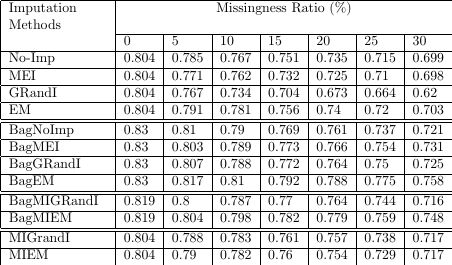 Imputation Methods Missingness Ratio (%)
0 5 10 15 20 25 30
No-Imp 0.804 0.785 0.767 0.751 0.735 0.715 0.699
MEI 0.804 0.771 0.762 0.732 0.725 0.71 0.698
GRandI 0.804 0.767 0.734 0.704 0.673 0.664 0.62
EM 0.804 0.791 0.781 0.756 0.74 0.72 0.703
BagNoImp 0.83 0.81 0.79 0.769 0.761 0.737 0.721
BagMEI 0.83 0.803 0.789 0.773 0.766 0.754 0.731
BagGRandI 0.83 0.807 0.788 0.772 0.764 0.75 0.725
BagEM 0.83 0.817 0.81 0.792 0.788 0.775 0.758
BagMIGRandI 0.819 0.8 0.787 0.77 0.764 0.744 0.716
BagMIEM 0.819 0.804 0.798 0.782 0.779 0.759 0.748
MIGrandI 0.804 0.788 0.783 0.761 0.757 0.738 0.717
MIEM 0.804 0.79 0.782 0.76 0.754 0.729 0.717